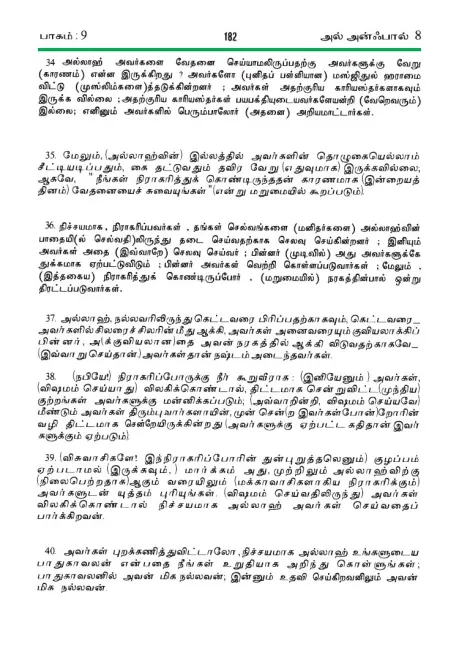 பாகம் : 9 182 அல் அன்ஃபால் 8
34 அல்லாஹ் அவர்களை வேதனை செய்யாமலிருப்பதற்கு அவர்களுக்கு வேறு
(காரணம்) என்ன இருக்கிறது ? அவர்களோ (புனிதப் பள்ளியான) மஸ்ஜிதுல் ஹராமை
விட்டு (முஸ்லிம்களை)த்தடுக்கின்றனர் ; அவர்கள் அதற்குரிய காரியஸ்தர்களாகவும்
இருக்க வில்லை ;அதற்குரிய காரியஸ்தர்கள் பயபக்தியுடையவர்களேயன்றி (வேறெவரும்)
இல்லை; எனினும் அவர்களில் பெரும்பாலோர் (அதனை) அறியமாட்டார்கள்.
35. மேலும், (அல்லாஹ்வின்) இல்லத்தில் அவர்களின் தொழுகையெல்லாம்
சீட்டியடிப்பதும், கை தட்டுவதும் தவிர வேறு (எதுவுமாக) இருக்கவில்லை;
ஆகவே, "நீங்கள் நிராகரித்துக் கொண்டிருந்ததன் காரணமாக (இன்றையத்
தினம்) வேதனையைச் சுவையுங்கள்" (என்று மறுமையில் கூறப்படும்).
36. நிச்சயமாக , நிராகரிப்பவர்கள் , தங்கள் செல்வங்களை (மனிதர்களை) அல்லாஹ்வின்
பாதையி(ல் செல்வதி)லிருந்து தடை செய்வதற்காக செலவு செய்கின்றனர் ; இனியும்
அவர்கள் அதை (இவ்வாறே) செலவு செய்வர் ; பின்னர் (முடிவில்) அது அவர்களுக்கே
துக்கமாக ஏற்பட்டுவிடும் ; பின்னர் அவர்கள் வெற்றி கொள்ளப்படுவார்கள் ; மேலும் ,
(இத்தகைய) நிராகரித்துக் கொண்டிருப்போர் , (மறுமையில்) நரகத்தின்பால் ஒன்று
திரட்டப்படுவார்கள்.
37. அல்லாஹ், நல்லவரிலிருந்து கெட்டவரை பிரிப்பதற்காகவும், கெட்டவரை_
அவர்களில் சிலரைச் சிலரின் மீது ஆக்கி, அவர்கள் அனைவரையும் குவியலாக்கிப்
பின்னர், அ(க்குவியலான)தை அவன் நரகத்தில் ஆக்கி விடுவதற்காகவே_
(இவ்வாறு செய்தான்) அவர்கள்தான் நஷ்டம் அடைந்தவர்கள்.
38. (நபியே!) நிராகரிப்போருக்கு நீர் கூறுவீராக : (இனியேனும் ) அவர்கள்,
(விஷமம் செய்யாது) விலகிக்கொண்டால், திட்டமாக சென்றுவிட்ட(முந்திய)
குற்றங்கள் அவர்களுக்கு மன்னிக்கப்படும்; (அவ்வாறின்றி, விஷமம் செய்யவே)
மீண்டும் அவர்கள் திரும்புவார்களாயின், முன் சென்ற இவர்கள்போன்)றோரின்
வழி திட்டமாக சென்றேயிருக்கின்றது (அவர்களுக்கு ஏற்பட்ட கதிதான் இவர்
களுக்கும் ஏற்படும்).
39. (விசுவாசிகளே! இந்நிராகரிப்போரின் துன்புறுத்தலெனும்) குழப்பம்
ஏற்படாமல் (இருக்கவும், ) மார்க்கம் அது, முற்றிலும் அல்லாஹ்விற்கு
(நிலைபெற்றதாக)ஆகும் வரையிலும் (மக்காவாசிகளாகிய நிராகரிக்கும்)
அவர்களுடன் யுத்தம் புரியுங்கள். (விஷமம் செய்வதிலிருந்து) அவர்கள்
விலகிக்கொண்டால் நிச்சயமாக அல்லாஹ் அவர்கள் செய்வதைப்
பார்க்கிறவன்.
40. அவர்கள் புறக்கணித்துவிட்டாலோ , நிச்சயமாக அல்லாஹ் உங்களுடைய
பாதுகாவலன் என்பதை நீங்கள் உறுதியாக அறிந்து கொள்ளுங்கள்;
பாதுகாவலனில் அவன் மிக நல்லவன்; இன்னும் உதவி செய்கிறவனிலும் அவன்
மிக நல்லவன்.